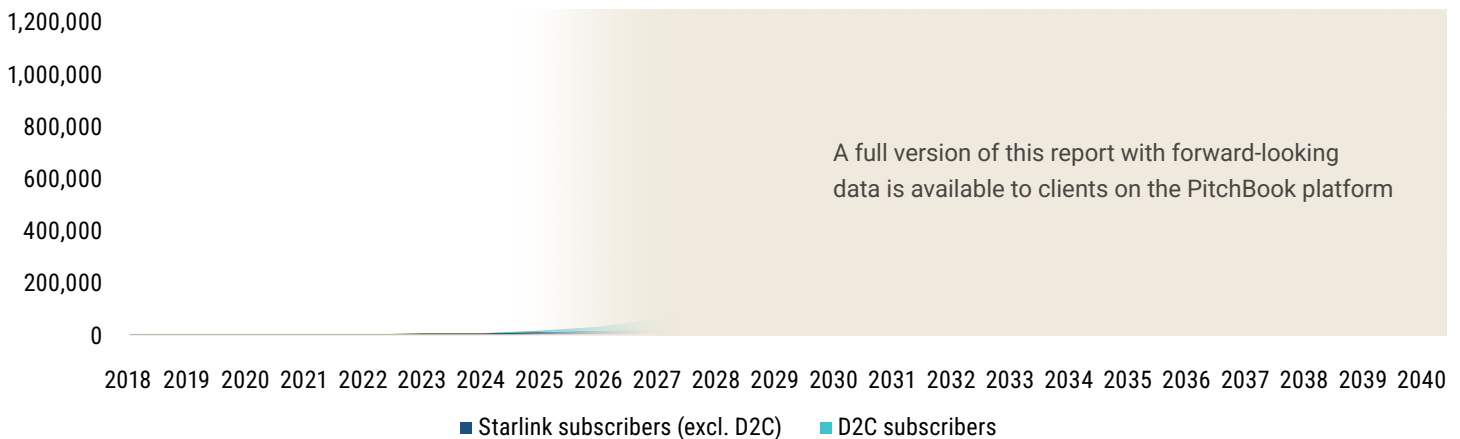 1,200,000
1,000,000
800,000
600,000
400,000
200,000
0
A full version of this report with forward-looking
data is available to clients on the PitchBook platform
2018 2019 2020 2021 2022 2023 2024 2025 2026 2027 2028 2029 2030 2031 2032 2033 2034 2035 2036 2037 2038 2039 2040
Starlink subscribers (excl. D2C) D2C subscribers